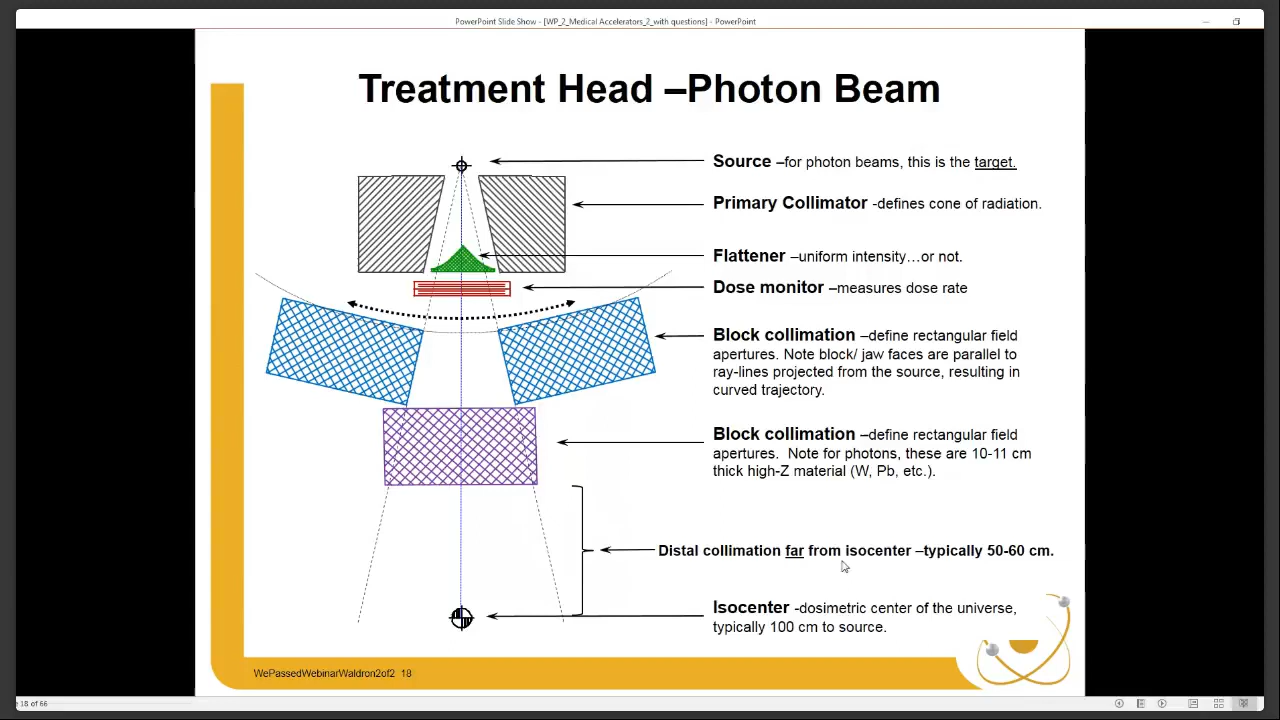 PowerPoint Slide Show - [WP_2_Medical Accelerators_2_with questions] - PowerPoint
Treatment Head –Photon Beam
Source –for photon beams, this is the target.
Primary Collimator -defines cone of radiation.
Flattener –uniform intensity…or not.
Dose monitor –measures dose rate
Block collimation –define rectangular field
apertures. Note block/ jaw faces are parallel to
ray-lines projected from the source, resulting in
curved trajectory.
Block collimation –define rectangular field
apertures.  Note for photons, these are 10-11 cm
thick high-Z material (W, Pb, etc.).
Distal collimation far from isocenter –typically 50-60 cm.
Isocenter -dosimetric center of the universe,
typically 100 cm to source.
WePassedWebinarWaldron2of2 18
18 of 66